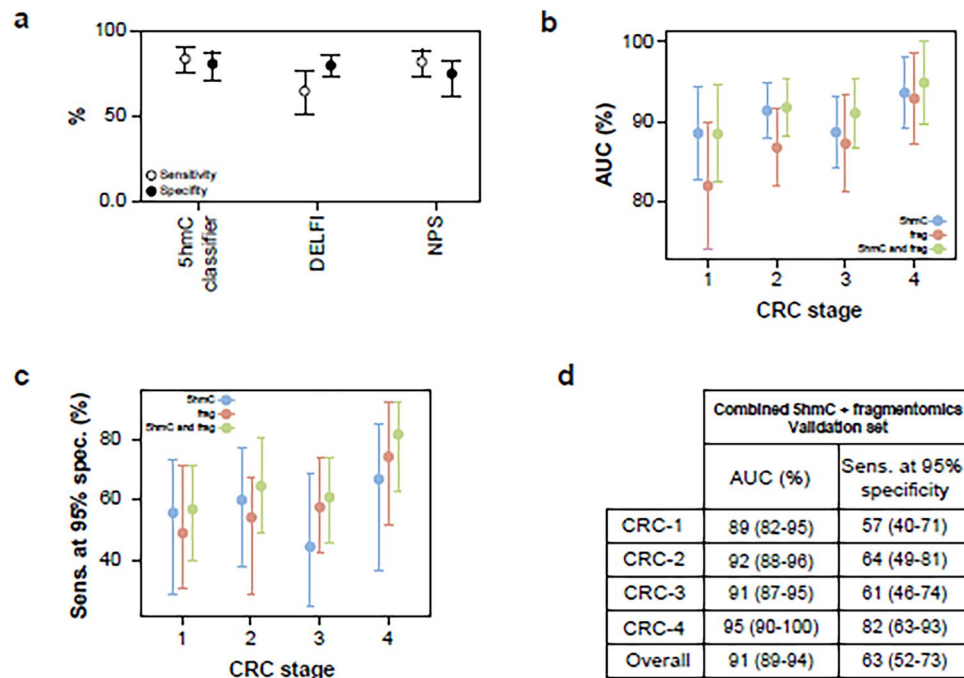 a
100
50
0.0
%
Sensitivity
Specifity
5hmC
classifier
DELFI
NPS
b
100
90
80
AUC (%)
5hmC
frag
5hmC and frag
1 2 3 4
CRC stage
c
80
60
40
Sens. at 95% spec. (%)
5hmC
frag
5hmC and frag
1 2 3 4
CRC stage
d
Combined 5hmC + fragmentomics
Validation set
AUC (%) Sens. at 95%
specificity
CRC-1 89 (82-95) 57 (40-71)
CRC-2 92 (88-96) 64 (49-81)
CRC-3 91 (87-95) 61 (46-74)
CRC-4 95 (90-100) 82 (63-93)
Overall 91 (89-94) 63 (52-73)